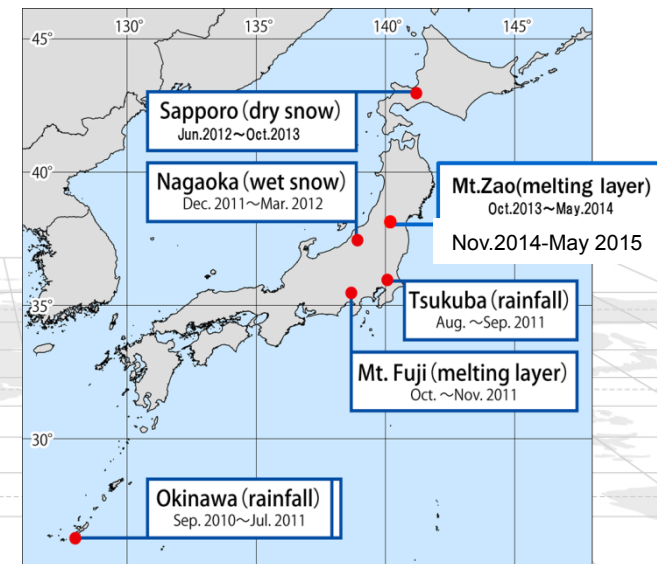 130°
135°
140°
145°
45°
Sapporo (dry snow)
Jun.2012～Oct.2013
40°
Nagaoka (wet snow)
Dec. 2011～Mar. 2012
Mt.Zao(melting layer)
Oct.2013～May.2014
Nov.2014-May 2015
35°
Tsukuba (rainfall)
Aug. ～Sep. 2011
Mt. Fuji (melting layer)
Oct. ～Nov. 2011
30°
Okinawa (rainfall)
Sep. 2010～Jul. 2011